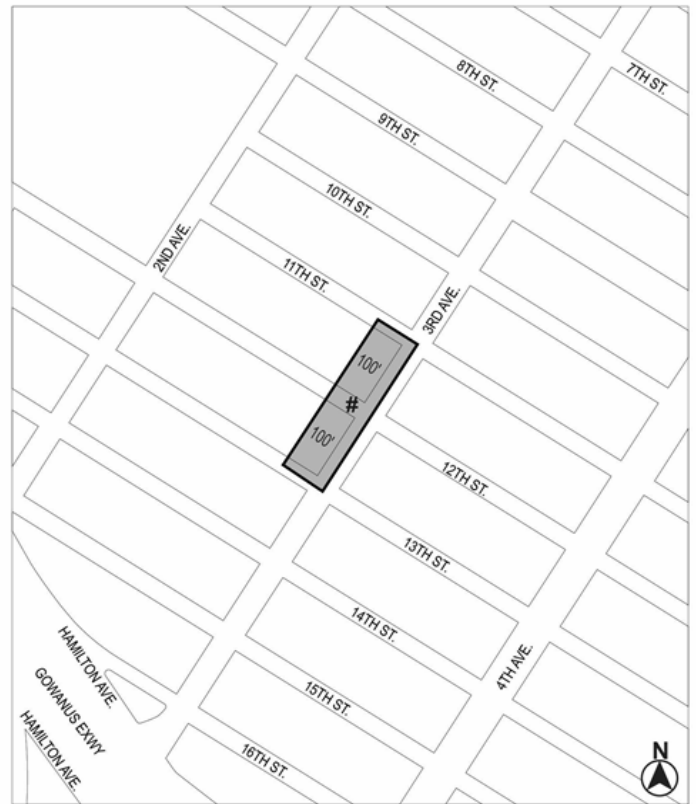 8TH ST.
7TH ST.
9TH ST.
10TH ST.
2ND AVE.
11TH ST.
3RD AVE.
100'
#
100'
12TH ST.
13TH ST.
14TH ST.
HAMILTON AVE.
4TH AVE.
GOWANUS EXWY
15TH ST.
HAMILTON AVE.
16TH ST.
N